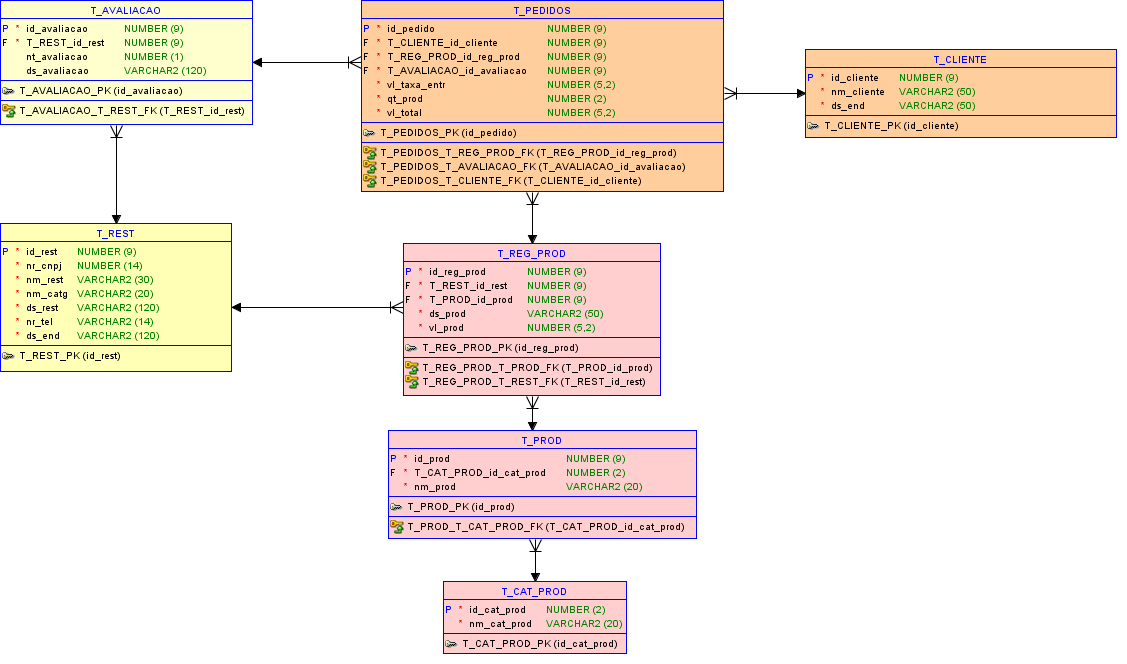 T_AVALIACAO
P * id_avaliacao NUMBER (9)
F * T_REST_id_rest NUMBER (9)
nt_avaliacao NUMBER (1)
ds_avaliacao VARCHAR2 (120)
T_AVALIACAO_PK (id_avaliacao)
T_AVALIACAO_T_REST_FK (T_REST_id_rest)
T_PEDIDOS
P * id_pedido NUMBER (9)
F * T_CLIENTE_id_cliente NUMBER (9)
F * T_REG_PROD_id_reg_prod NUMBER (9)
F * T_AVALIACAO_id_avaliacao NUMBER (9)
* vl_taxa_entr NUMBER (5,2)
* qt_prod NUMBER (2)
* vl_total NUMBER (5,2)
T_PEDIDOS_PK (id_pedido)
T_PEDIDOS_T_REG_PROD_FK (T_REG_PROD_id_reg_prod)
T_PEDIDOS_T_AVALIACAO_FK (T_AVALIACAO_id_avaliacao)
T_PEDIDOS_T_CLIENTE_FK (T_CLIENTE_id_cliente)
T_CLIENTE
P * id_cliente NUMBER (9)
* nm_cliente VARCHAR2 (50)
* ds_end VARCHAR2 (50)
T_CLIENTE_PK (id_cliente)
T_REST
P * id_rest NUMBER (9)
* nr_cnpj NUMBER (14)
* nm_rest VARCHAR2 (30)
* nm_catg VARCHAR2 (20)
* ds_rest VARCHAR2 (120)
* nr_tel VARCHAR2 (14)
* ds_end VARCHAR2 (120)
T_REST_PK (id_rest)
T_REG_PROD
P * id_reg_prod NUMBER (9)
F * T_REST_id_rest NUMBER (9)
F * T_PROD_id_prod NUMBER (9)
* ds_prod VARCHAR2 (50)
* vl_prod NUMBER (5,2)
T_REG_PROD_PK (id_reg_prod)
T_REG_PROD_T_PROD_FK (T_PROD_id_prod)
T_REG_PROD_T_REST_FK (T_REST_id_rest)
T_PROD
P * id_prod NUMBER (9)
F * T_CAT_PROD_id_cat_prod NUMBER (2)
* nm_prod VARCHAR2 (20)
T_PROD_PK (id_prod)
T_PROD_T_CAT_PROD_FK (T_CAT_PROD_id_cat_prod)
T_CAT_PROD
P * id_cat_prod NUMBER (2)
* nm_cat_prod VARCHAR2 (20)
T_CAT_PROD_PK (id_cat_prod)